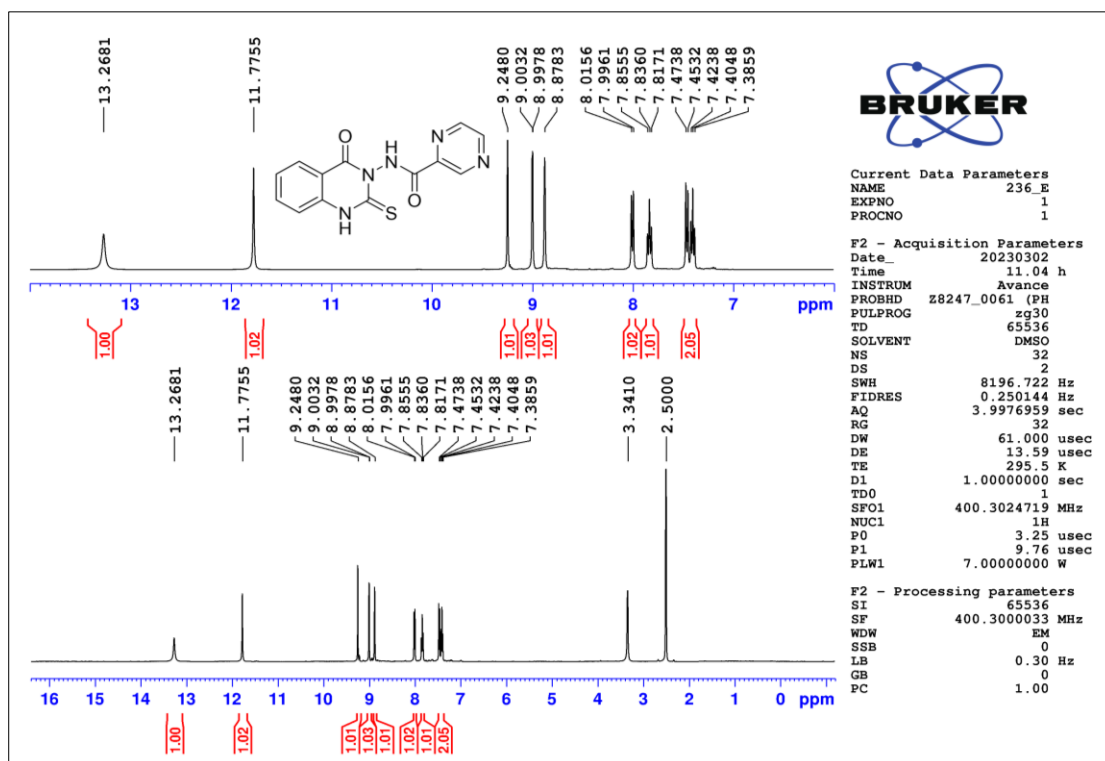 13.2681
11.7755
9.2480
9.0032
8.9978
8.8783
8.0156
7.9961
7.8555
7.8360
7.8171
7.4738
7.4532
7.4238
7.4048
7.3859
O
NH
N
N
N
O
NH
S
13 12 11 10 9 8 7 ppm
1.00 1.02 1.01 1.03 1.01 1.02 1.01 2.05
13.2681
11.7755
9.2480
9.0032
8.9978
8.8783
8.0156
7.9961
7.8555
7.8360
7.8171
7.4738
7.4532
7.4238
7.4048
7.3859
3.3410
2.5000
16 15 14 13 12 11 10 9 8 7 6 5 4 3 2 1 0 ppm
1.00 1.02 1.01 1.03 1.01 1.02 1.01 2.05
BRUKER
Current Data Parameters
NAME 236_E
EXPNO 1
PROCNO 1
F2 - Acquisition Parameters
Date_ 20230302
Time 11.04 h
INSTRUM Avance
PROBHD Z8247_0061 (PH
PULPROG zg30
TD 65536
SOLVENT DMSO
NS 32
DS 2
SWH 8196.722 Hz
FIDRES 0.250144 Hz
AQ 3.9976959 sec
RG 32
DW 61.000 usec
DE 13.59 usec
TE 295.5 K
D1 1.00000000 sec
TD0 1
SFO1 400.3024719 MHz
NUC1 1H
P0 3.25 usec
P1 9.76 usec
PLW1 7.00000000 W
F2 - Processing parameters
SI 65536
SF 400.3000033 MHz
WDW EM
SSB 0
LB 0.30 Hz
GB 0
PC 1.00